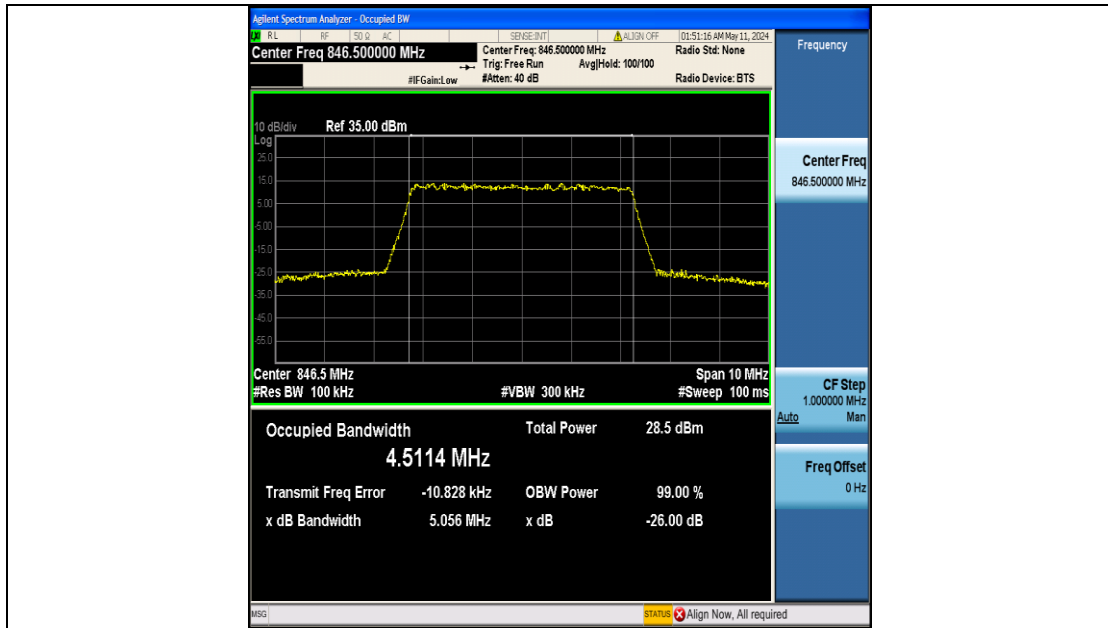 Agilent Spectrum Analyzer - Occupied BW
RL RF 50 Ω AC SENSE:INT ALIGN OFF 01:51:16 AM May 11, 2024
Center Freq 846.500000 MHz
Center Freq: 846.500000 MHz Radio Std: None
Trig: Free Run Avg|Hold: 100/100
#IFGain:Low #Atten: 40 dB Radio Device: BTS
10 dB/div Ref 35.00 dBm
Log
25.0
15.0
5.00
-5.00
-15.0
-25.0
-35.0
-45.0
-55.0
Center 846.5 MHz Span 10 MHz
#Res BW 100 kHz #VBW 300 kHz #Sweep 100 ms
Occupied Bandwidth Total Power 28.5 dBm
4.5114 MHz
Transmit Freq Error -10.828 kHz OBW Power 99.00 %
x dB Bandwidth 5.056 MHz x dB -26.00 dB
MSG STATUS Align Now, All required
Frequency
Center Freq
846.500000 MHz
CF Step
1.000000 MHz
Auto Man
Freq Offset
0 Hz